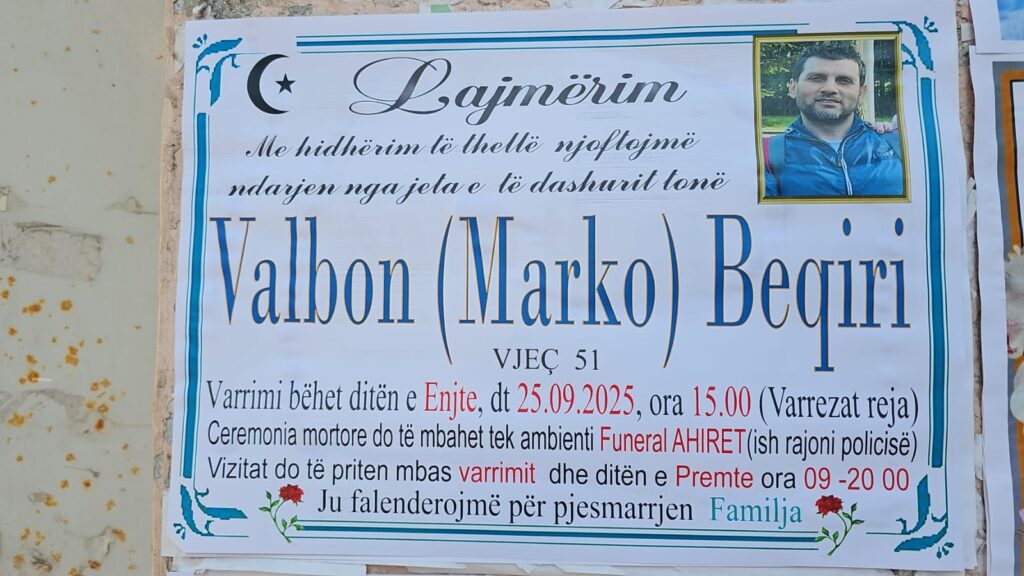 Lajmërim
Me hidhërim të thellë njoftojmë
ndarjen nga jeta e të dashurit tonë
Valbon (Marko) Beqiri
VJEÇ 51
Varrimi bëhet ditën e Enjte, dt 25.09.2025, ora 15.00 (Varrezat reja)
Ceremonia mortore do të mbahet tek ambienti Funeral AHIRET(ish rajoni policisë)
Vizitat do të priten mbas varrimit dhe ditën e Premte ora 09 -20 00
Ju falenderojmë për pjesmarrjen Familja